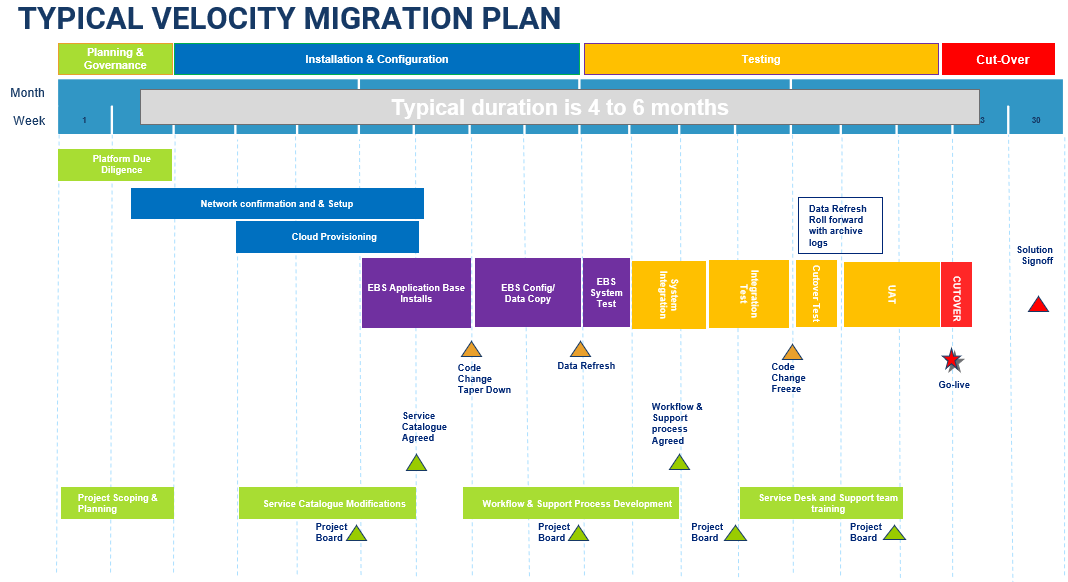 TYPICAL VELOCITY MIGRATION PLAN
Planning &
Governance
Installation & Configuration
Testing
Cut-Over
Month
Typical duration is 4 to 6 months
Week
1
3
30
Platform Due
Diligence
Network confirmation and & Setup
Cloud Provisioning
Data Refresh
Roll forward
with archive
logs
Solution
Signoff
EBS Application Base
Installs
EBS Config/
Data Copy
EBS
System
Test
System
Integration
Integration
Test
Cutover Test
UAT
CUTOVER
Code
Change
Taper Down
Data Refresh
Code
Change
Freeze
Go-live
Service
Catalogue
Agreed
Workflow &
Support
process
Agreed
Project Scoping &
Planning
Service Catalogue Modifications
Workflow & Support Process Development
Service Desk and Support team
training
Project
Board
Project
Board
Project
Board
Project
Board